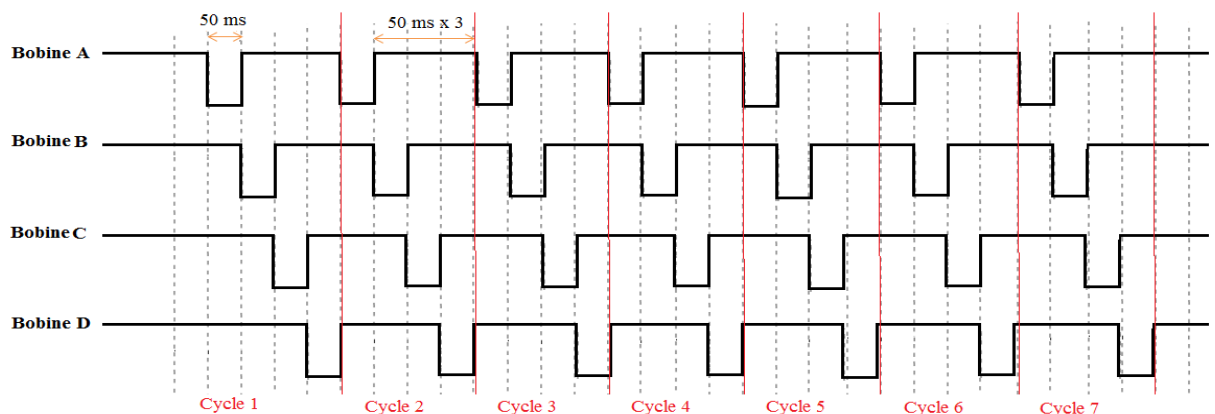 50 ms
50 ms x 3
Bobine A
Bobine B
Bobine C
Bobine D
Cycle 1
Cycle 2
Cycle 3
Cycle 4
Cycle 5
Cycle 6
Cycle 7